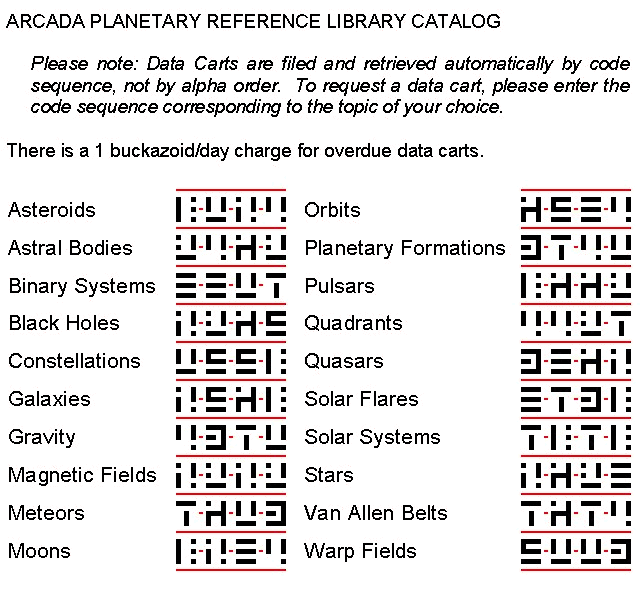 ARCADA PLANETARY REFERENCE LIBRARY CATALOG
Please note: Data Carts are filed and retrieved automatically by code
sequence, not by alpha order. To request a data cart, please enter the
code sequence corresponding to the topic of your choice.
There is a 1 buckazoid/day charge for overdue data carts.
Asteroids Orbits
Astral Bodies Planetary Formations
Binary Systems Pulsars
Black Holes Quadrants
Constellations Quasars
Galaxies Solar Flares
Gravity Solar Systems
Magnetic Fields Stars
Meteors Van Allen Belts
Moons Warp Fields